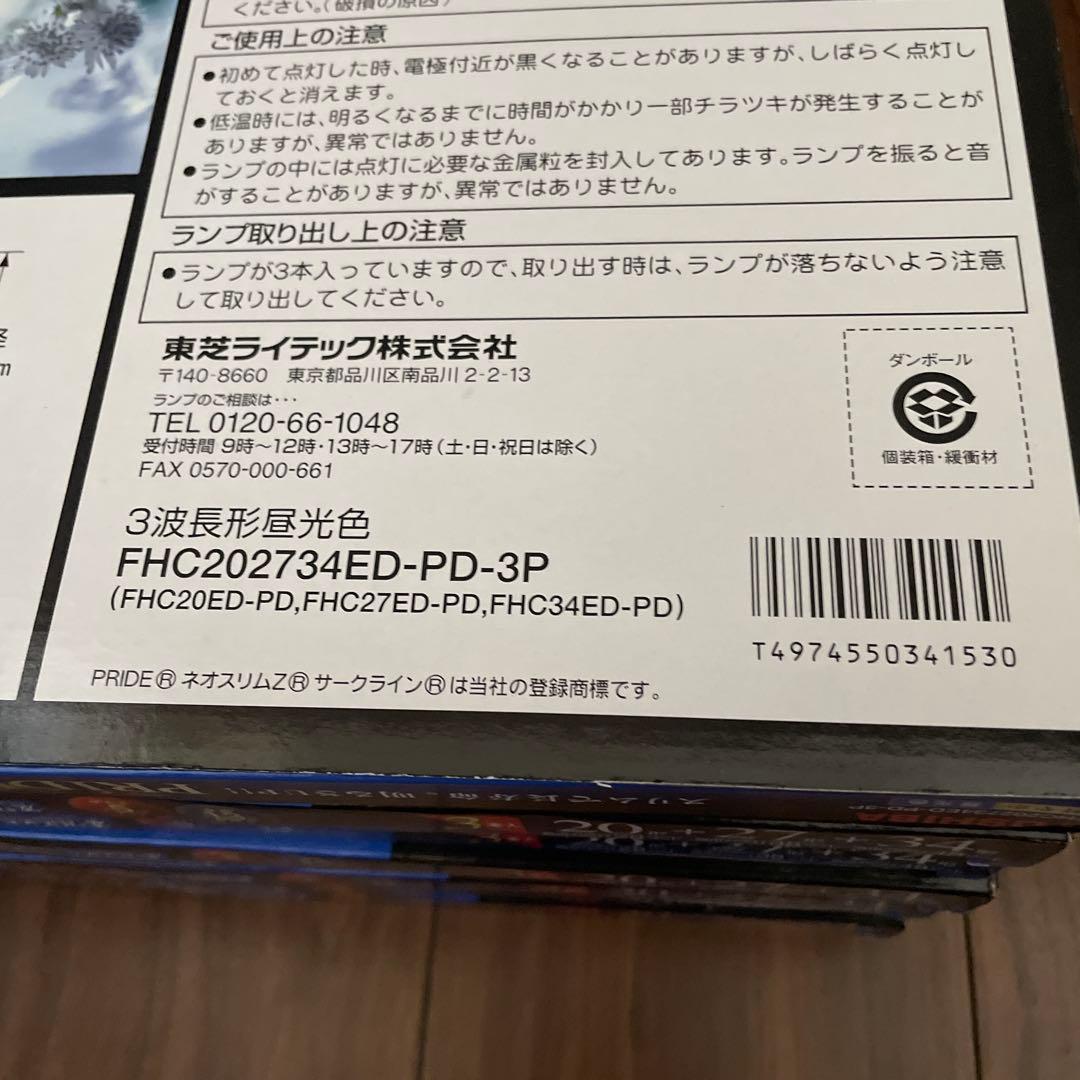 ください。(破損の原因)
ご使用上の注意
●初めて点灯した時、電極付近が黒くなることがありますが、しばらく点灯し
ておくと消えます。
●低温時には、明るくなるまでに時間がかかり一部チラツキが発生することが
ありますが、異常ではありません。
●ランプの中には点灯に必要な金属粒を封入してあります。ランプを振ると音
がすることがありますが、異常ではありません。
ランプ取り出し上の注意
●ランプが3本入っていますので、取り出す時は、ランプが落ちないよう注意
して取り出してください。
東芝ライテック株式会社
〒140-8660 東京都品川区南品川2-2-13
ランプのご相談は・・・
TEL 0120-66-1048
受付時間 9時〜12時・13時〜17時(土・日・祝日は除く)
FAX 0570-000-661
ダンボール
個装箱・緩衝材
3波長形昼光色
FHC202734ED-PD-3P
(FHC20ED-PD,FHC27ED-PD,FHC34ED-PD)
T4974550341530
PRIDE® ネオスリムZ® サークライン® は当社の登録商標です。